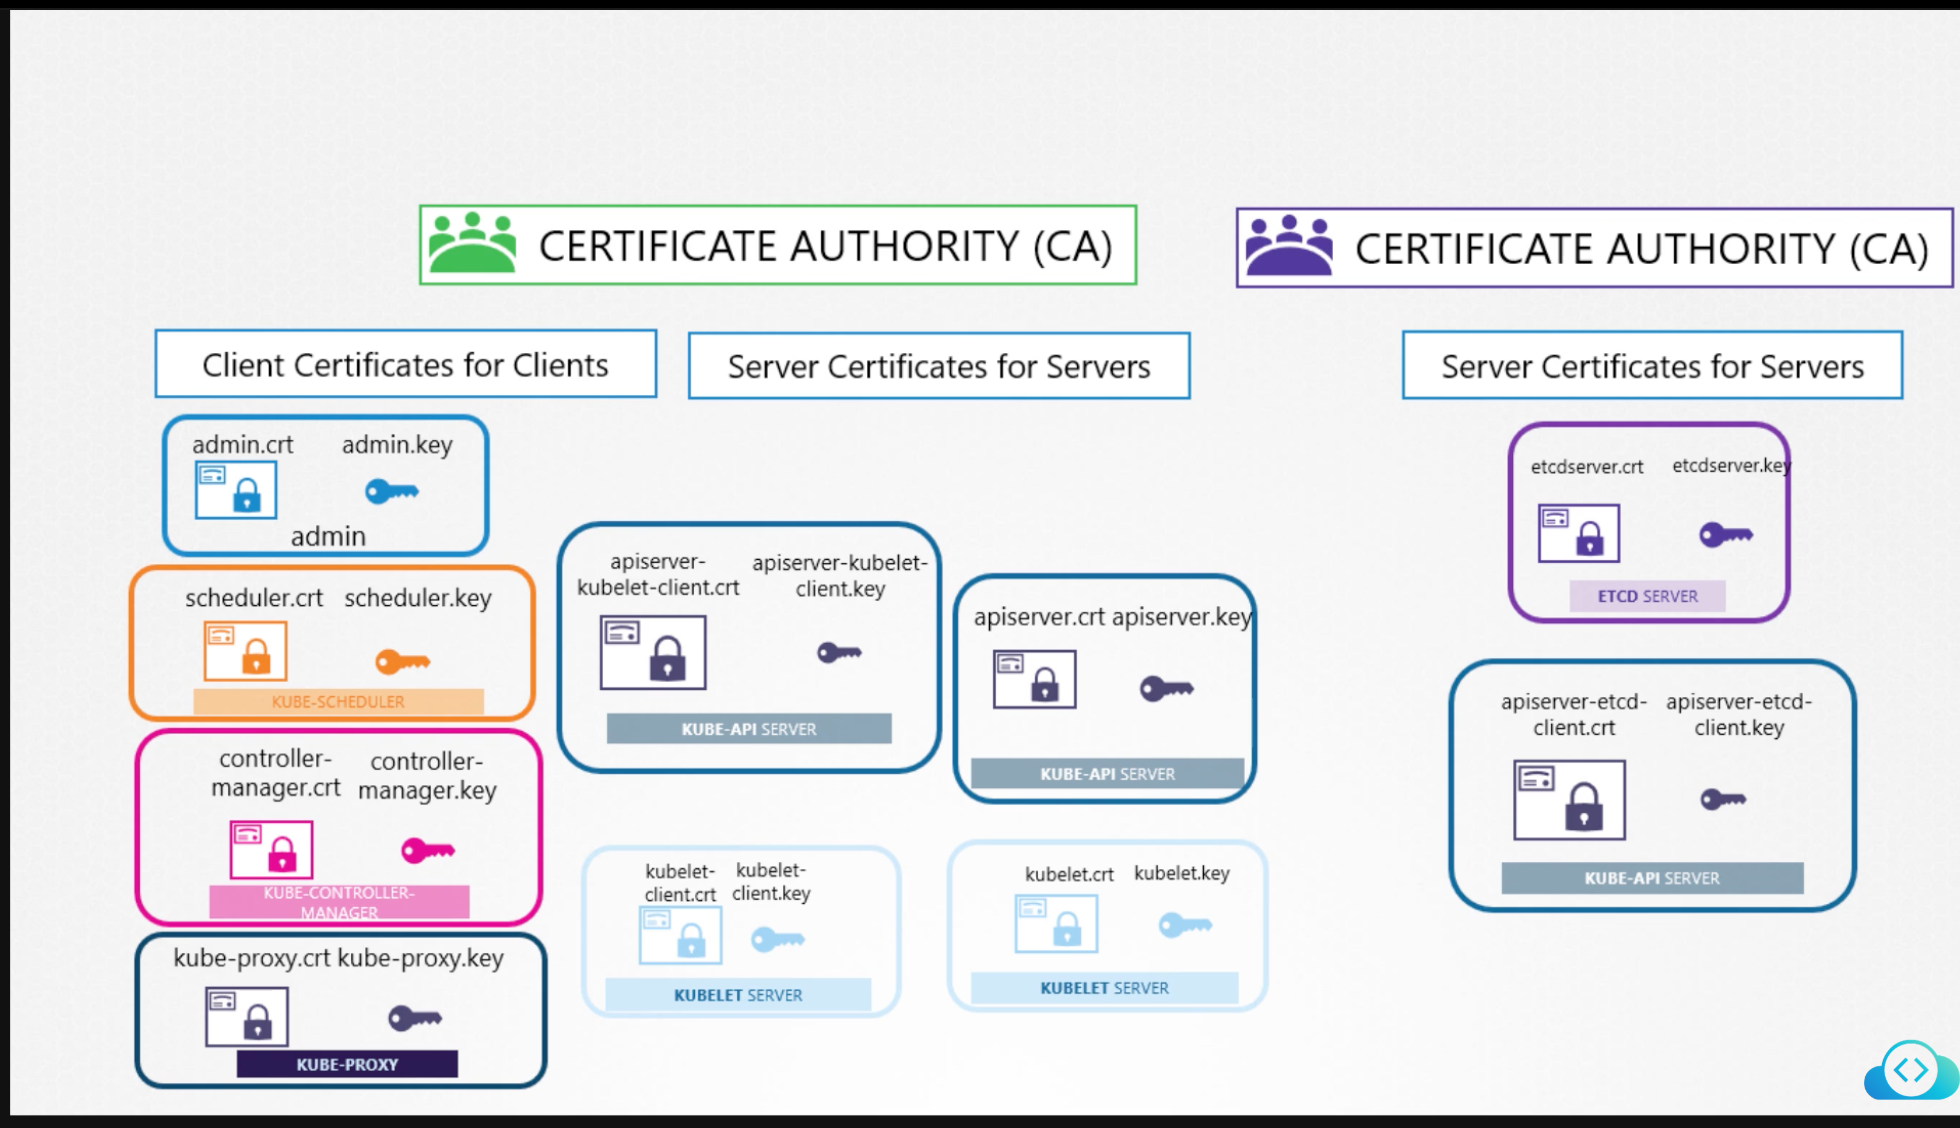 CERTIFICATE AUTHORITY (CA)
CERTIFICATE AUTHORITY (CA)
Client Certificates for Clients
Server Certificates for Servers
Server Certificates for Servers
admin.crt
admin.key
admin
scheduler.crt
scheduler.key
KUBE-SCHEDULER
controller-
manager.crt
controller-
manager.key
KUBE-CONTROLLER-
MANAGER
kube-proxy.crt
kube-proxy.key
KUBE-PROXY
apiserver-
kubelet-client.crt
apiserver-kubelet-
client.key
KUBE-API SERVER
kubelet-
client.crt
kubelet-
client.key
KUBELET SERVER
apiserver.crt
apiserver.key
KUBE-API SERVER
kubelet.crt
kubelet.key
KUBELET SERVER
etcdserver.crt
etcdserver.key
ETCD SERVER
apiserver-etcd-
client.crt
apiserver-etcd-
client.key
KUBE-API SERVER